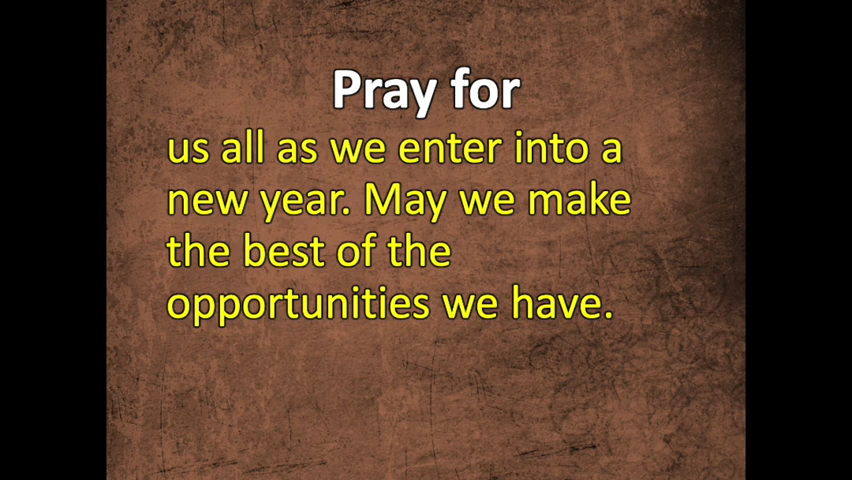 Pray for
us all as we enter into a
new year. May we make
the best of the
opportunities we have.